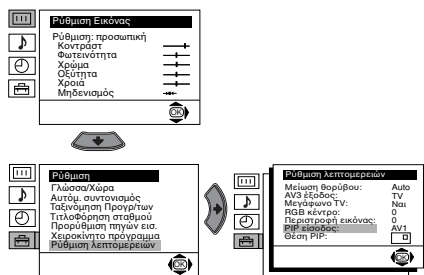 Ρύθμιση Εικόνας
Ρύθμιση: προσωπική
Κοντράστ
Φωτεινότητα
Χρώμα
Οξύτητα
Χροιά
Μηδενισμός
OK
Ρύθμιση
Γλώσσα/Χώρα
Αυτόμ. συντονισμός
Ταξινόμηση Προγρ/των
Τιτλοφόρηση σταθμού
Προρύθμιση πηγών εισ.
Χειροκίνητο πρόγραμμα
Ρύθμιση λεπτομερειών
OK
Ρύθμιση λεπτομερειών
Μείωση θορύβου: Auto
AV3 έξοδος: TV
Μεγάφωνο TV: Ναι
RGB κέντρο: 0
Περιστροφή εικόνας: 0
PIP είσοδος: AV1
Θέση PIP:
OK